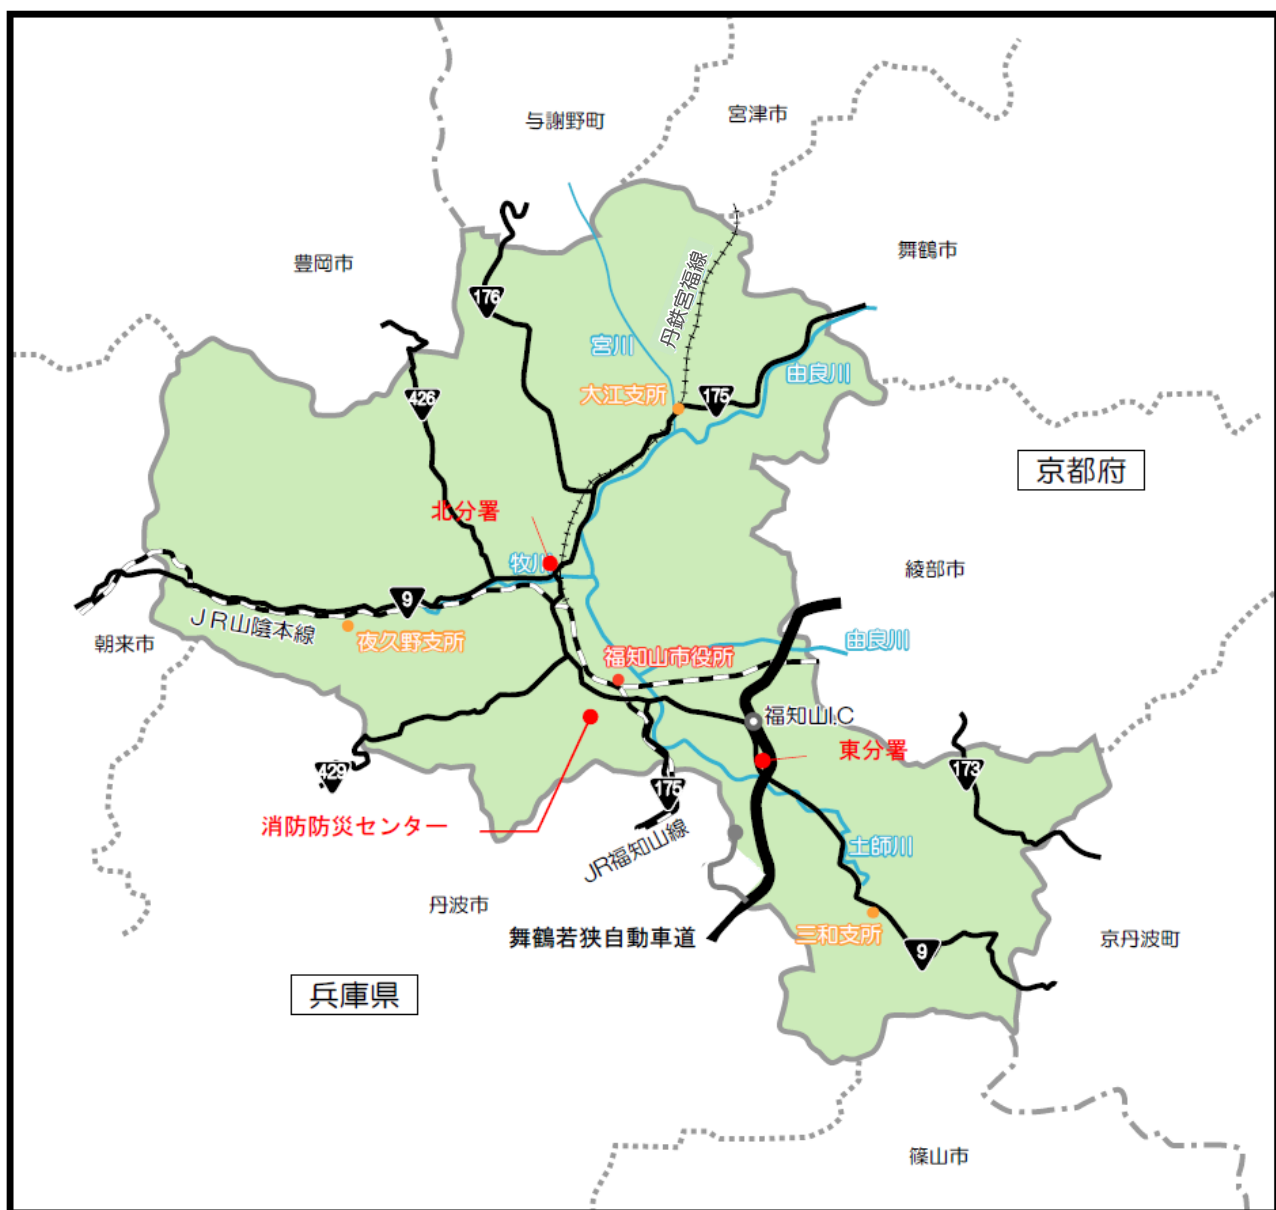 宮津市
与謝野町
舞鶴市
豊岡市
丹鉄宮福線
176
宮川
由良川
大江支所
175
426
京都府
北分署
牧川
綾部市
9
JR山陰本線
朝来市
夜久野支所
由良川
福知山市役所
福知山I.C
東分署
429
173
175
消防防災センター
JR福知山線
土師川
丹波市
舞鶴若狭自動車道
三和支所
京丹波町
9
兵庫県
篠山市